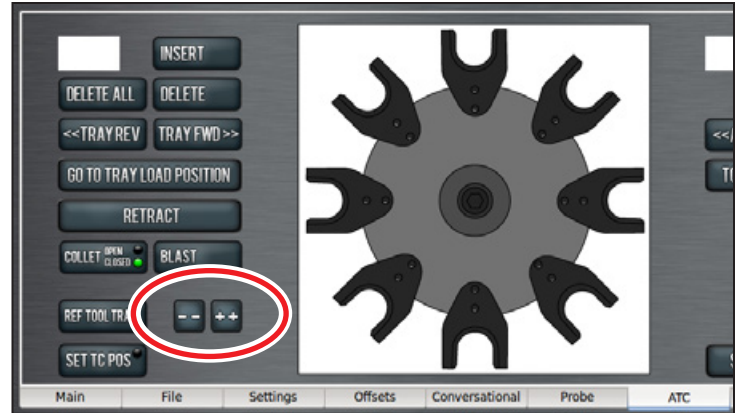 INSERT
DELETE ALL DELETE
<<TRAY REV TRAY FWD>>
GO TO TRAY LOAD POSITION
RETRACT
COLLET OPEN CLOSED BLAST
REF TOOL TRA -- ++
SET TC POS
Main File Settings Offsets Conversational Probe ATC